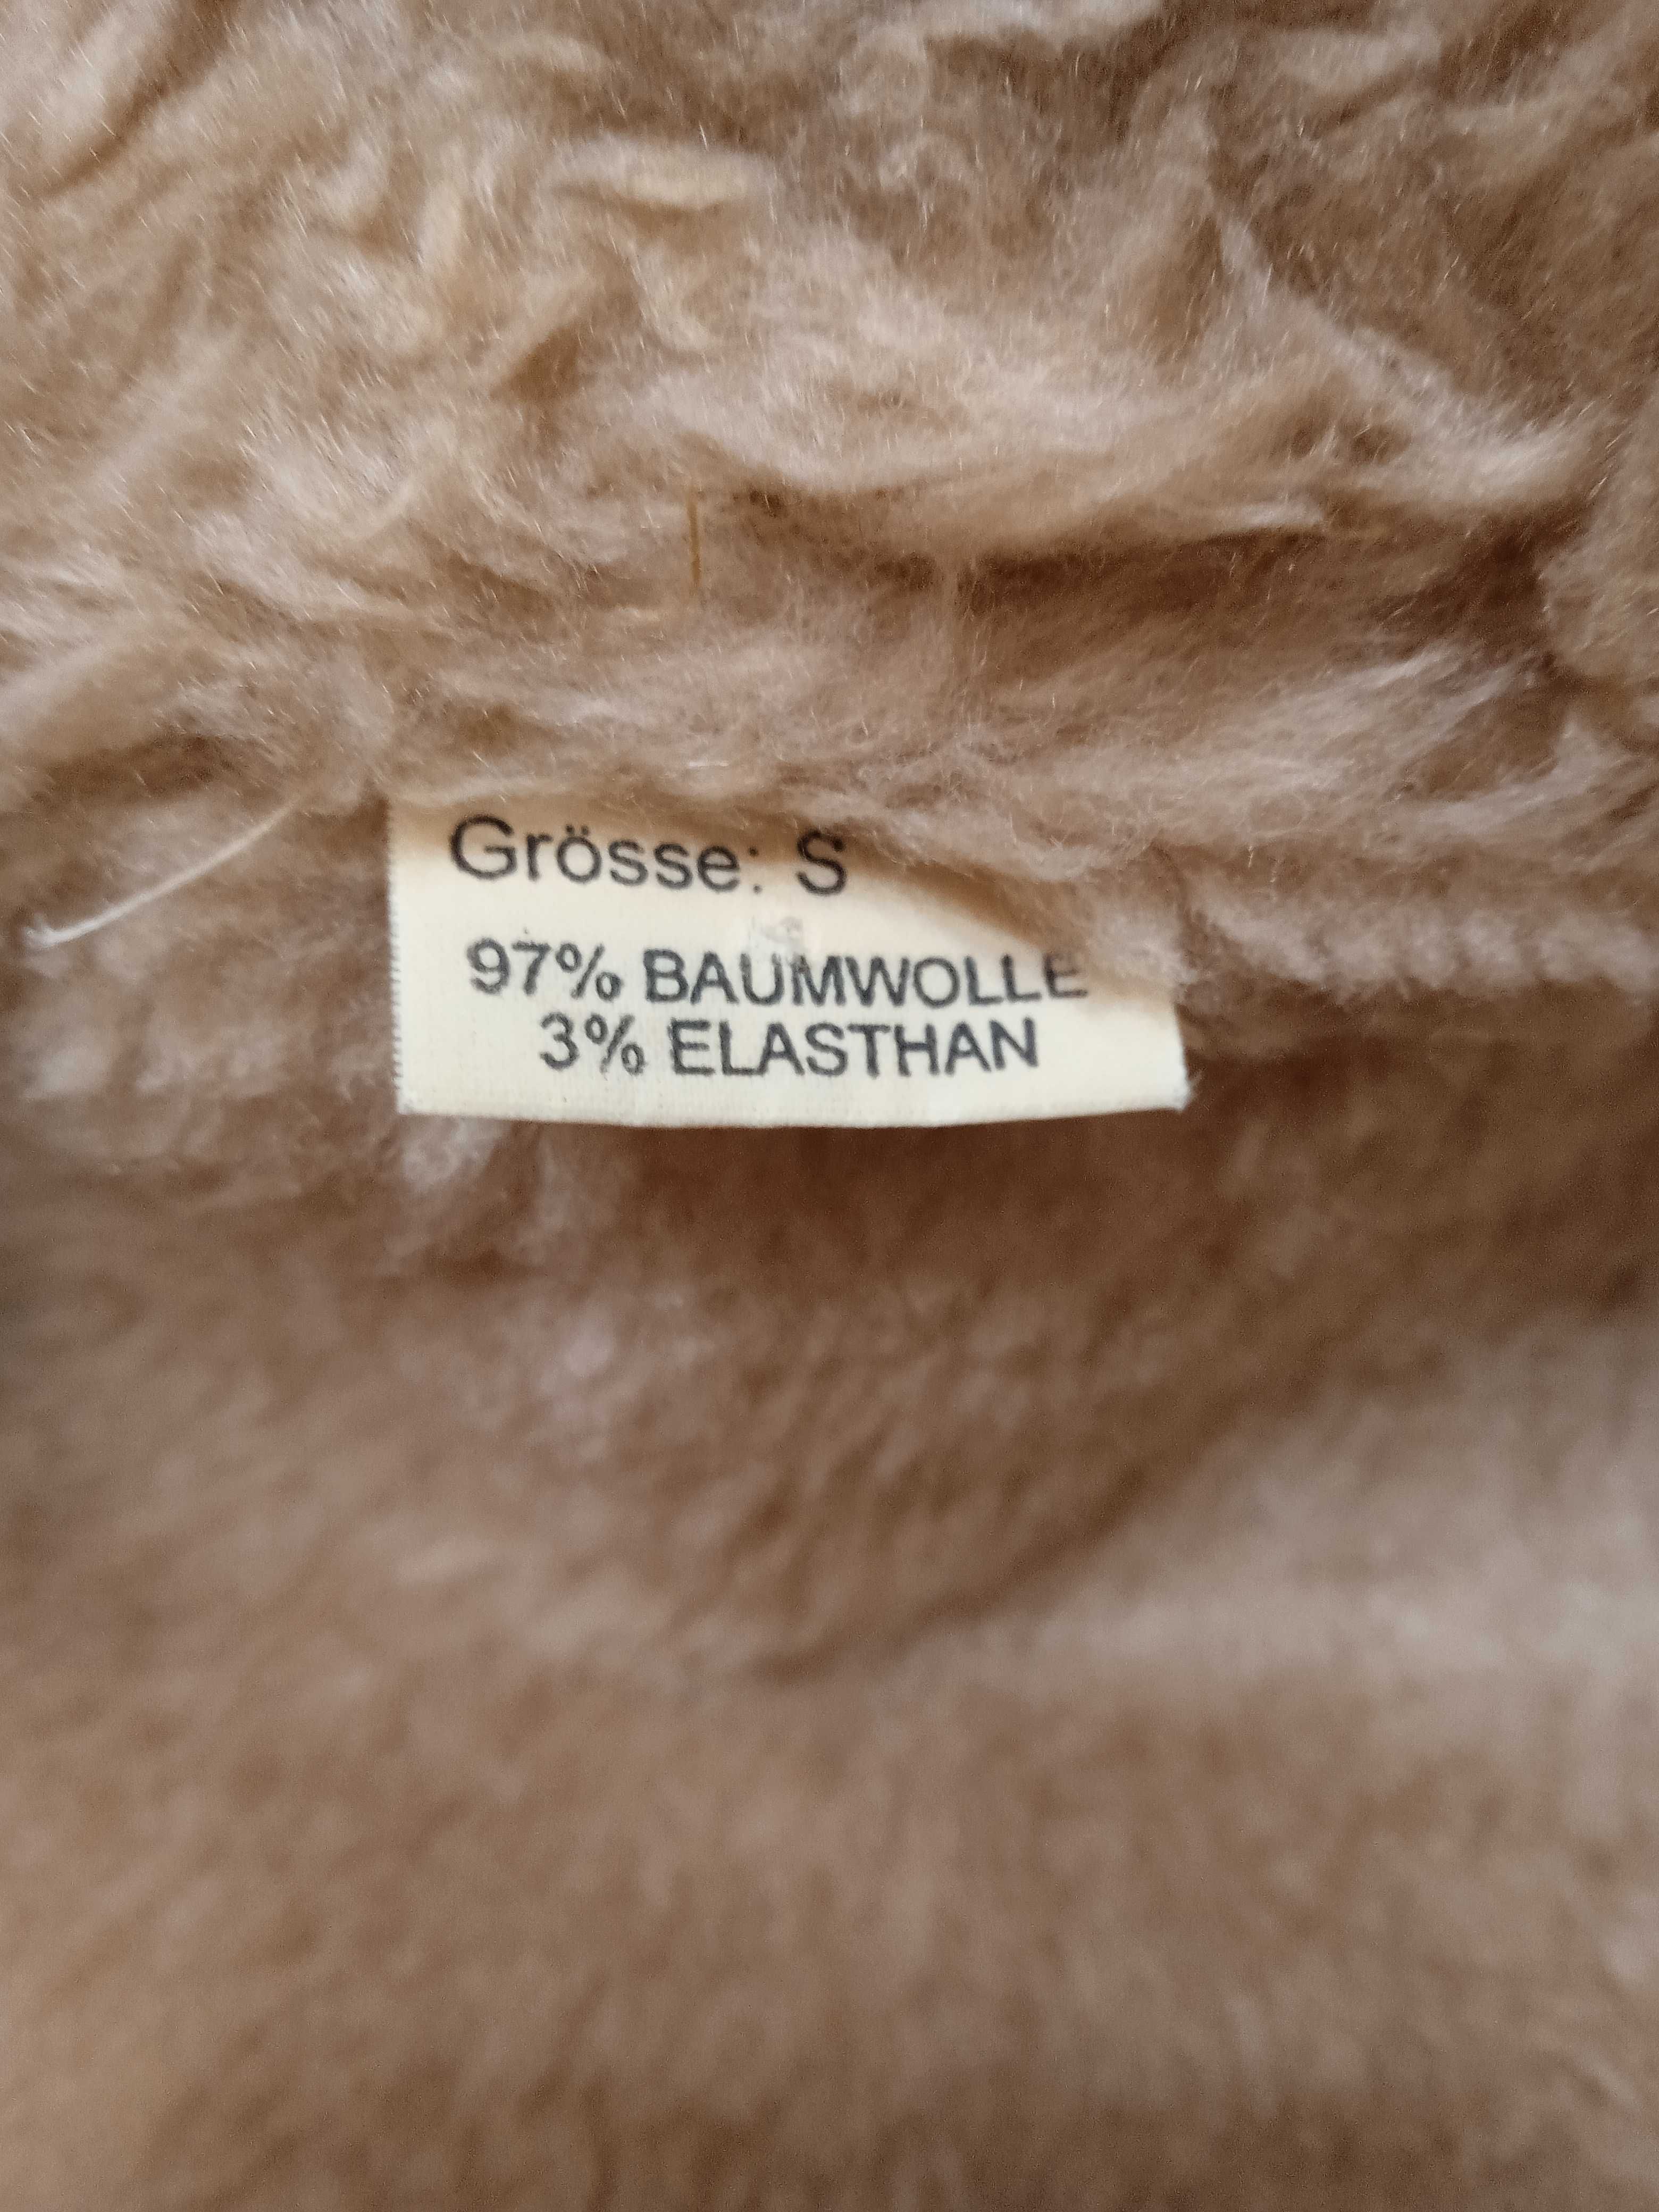 Grösse: S
97% BAUMWOLLE
3% ELASTHAN